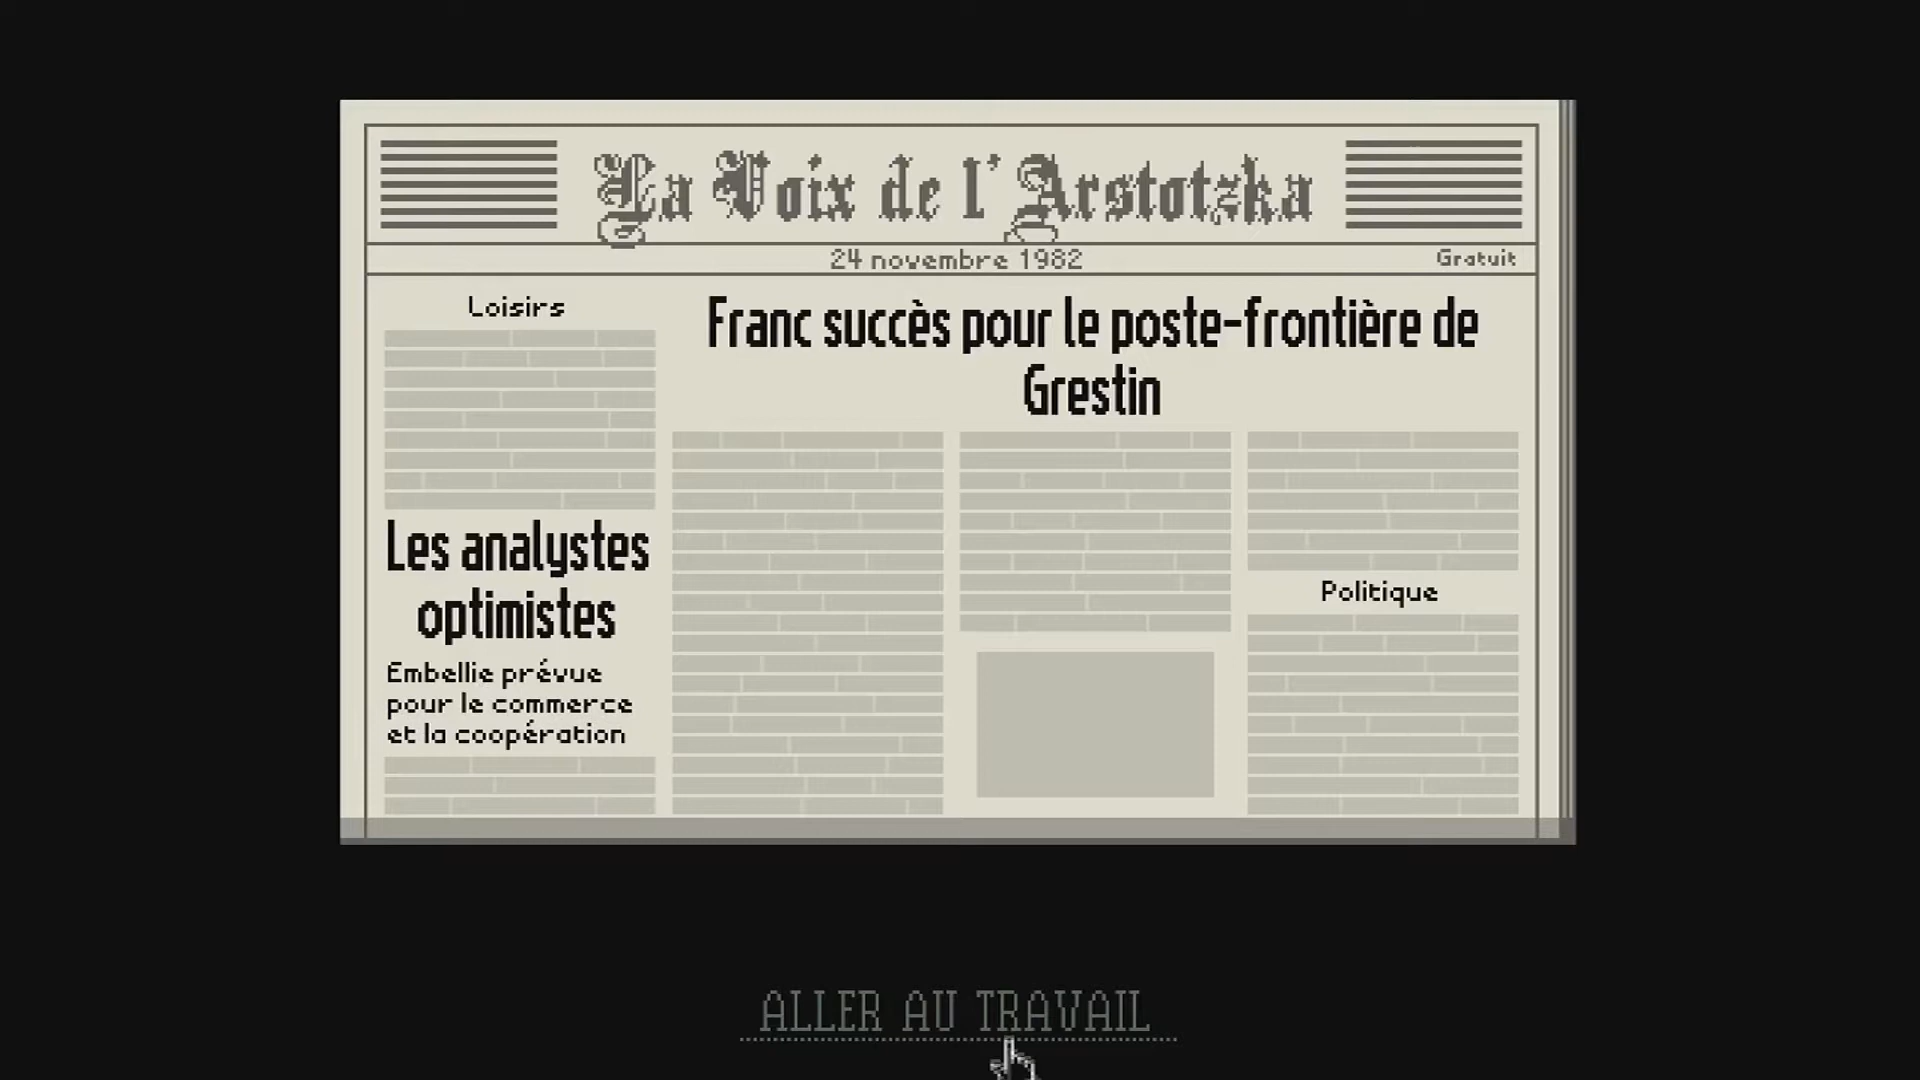 La Voix de l'Arstotzka
24 novembre 1982
Gratuit
Loisirs
Les analystes
optimistes
Embellie prévue
pour le commerce
et la coopération
Franc succès pour le poste-frontière de
Grestin
Politique
ALLER AU TRAVAIL